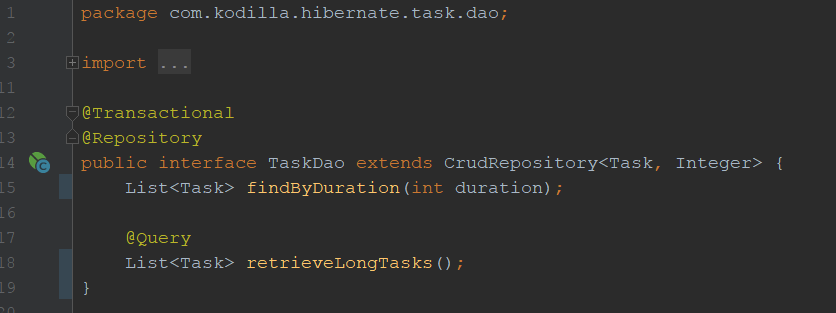 1 package com.kodilla.hibernate.task.dao;
2
3 import ...
11
12 @Transactional
13 @Repository
14 public interface TaskDao extends CrudRepository<Task, Integer> {
15 List<Task> findByDuration(int duration);
16
17 @Query
18 List<Task> retrieveLongTasks();
19 }
20